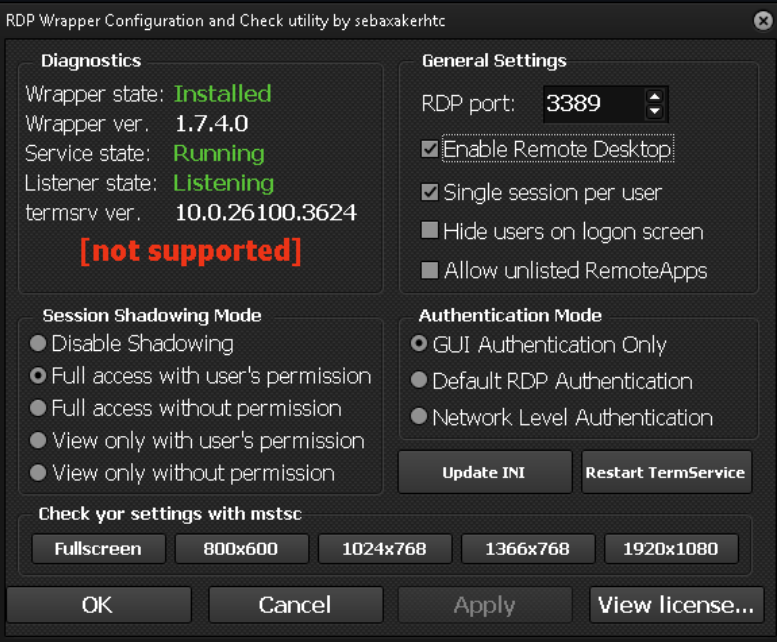 RDP Wrapper Configuration and Check utility by sebaxakerhtc
Diagnostics
Wrapper state: Installed
Wrapper ver. 1.7.4.0
Service state: Running
Listener state: Listening
termsrv ver. 10.0.26100.3624
[not supported]
General Settings
RDP port: 3389
Enable Remote Desktop
Single session per user
Hide users on logon screen
Allow unlisted RemoteApps
Session Shadowing Mode
Disable Shadowing
Full access with user's permission
Full access without permission
View only with user's permission
View only without permission
Authentication Mode
GUI Authentication Only
Default RDP Authentication
Network Level Authentication
Update INI
Restart TermService
Check yor settings with mstsc
Fullscreen
800x600
1024x768
1366x768
1920x1080
OK
Cancel
Apply
View license...